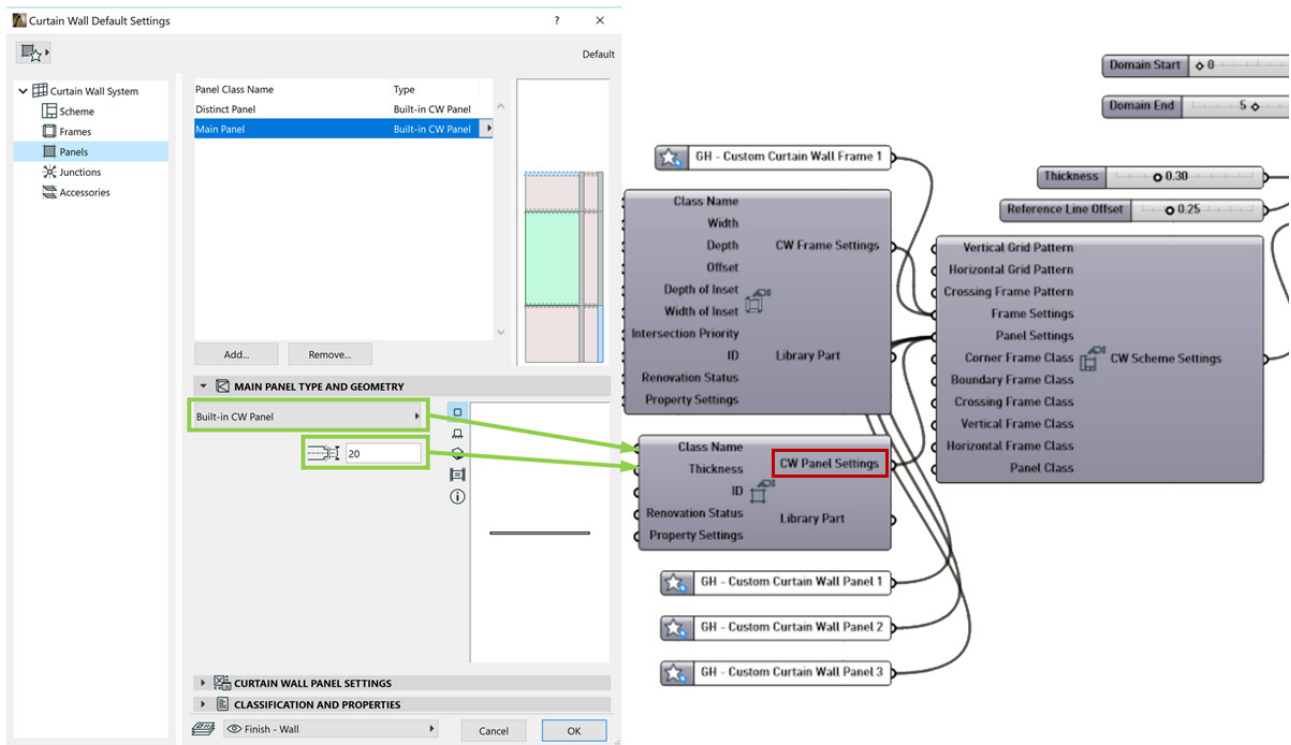 Curtain Wall Default Settings
?
Default
Curtain Wall System
Scheme
Frames
Panels
Junctions
Accessories
Panel Class Name Type
Distinct Panel Built-in CW Panel
Main Panel Built-in CW Panel
Add... Remove...
MAIN PANEL TYPE AND GEOMETRY
Built-in CW Panel
20
CURTAIN WALL PANEL SETTINGS
CLASSIFICATION AND PROPERTIES
Finish - Wall
Cancel
OK
Domain Start 0
Domain End 5
GH - Custom Curtain Wall Frame 1
Thickness 0.30
Reference Line Offset 0.25
Class Name
Width
Depth CW Frame Settings
Offset
Depth of Inset
Width of Inset
Intersection Priority
ID Library Part
Renovation Status
Property Settings
Vertical Grid Pattern
Horizontal Grid Pattern
Crossing Frame Pattern
Frame Settings
Panel Settings
Corner Frame Class CW Scheme Settings
Boundary Frame Class
Crossing Frame Class
Vertical Frame Class
Horizontal Frame Class
Panel Class
Class Name
Thickness CW Panel Settings
ID
Renovation Status Library Part
Property Settings
GH - Custom Curtain Wall Panel 1
GH - Custom Curtain Wall Panel 2
GH - Custom Curtain Wall Panel 3